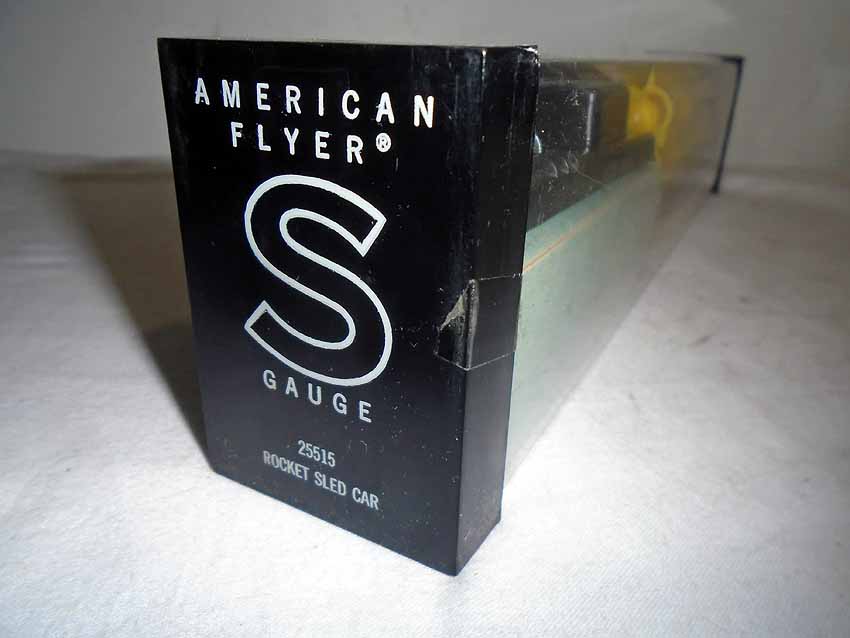 AMERICAN
FLYER®
S
GAUGE
25515
ROCKET SLED CAR